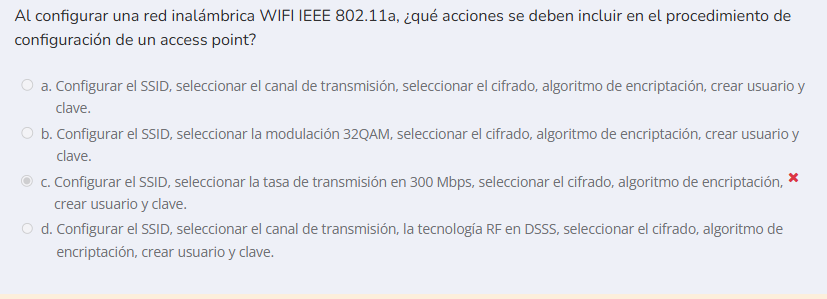 Al configurar una red inalámbrica WIFI IEEE 802.11a, ¿qué acciones se deben incluir en el procedimiento de
configuración de un access point?
a. Configurar el SSID, seleccionar el canal de transmisión, seleccionar el cifrado, algoritmo de encriptación, crear usuario y
clave.
b. Configurar el SSID, seleccionar la modulación 32QAM, seleccionar el cifrado, algoritmo de encriptación, crear usuario y
clave.
c. Configurar el SSID, seleccionar la tasa de transmisión en 300 Mbps, seleccionar el cifrado, algoritmo de encriptación,
crear usuario y clave.
d. Configurar el SSID, seleccionar el canal de transmisión, la tecnología RF en DSSS, seleccionar el cifrado, algoritmo de
encriptación, crear usuario y clave.